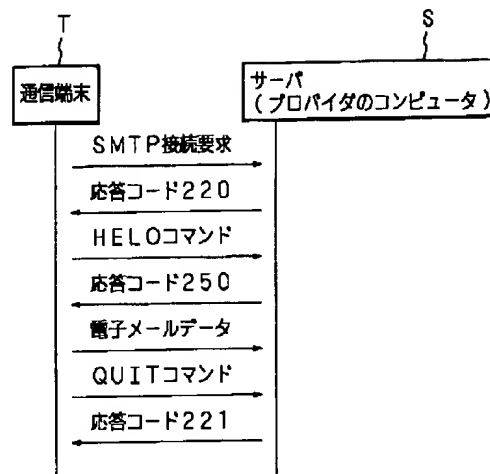 T
S
通信端末
サーバ
(プロバイダのコンピュータ)
SMTP接続要求
応答コード220
HELOコマンド
応答コード250
電子メールデータ
QUITコマンド
応答コード221